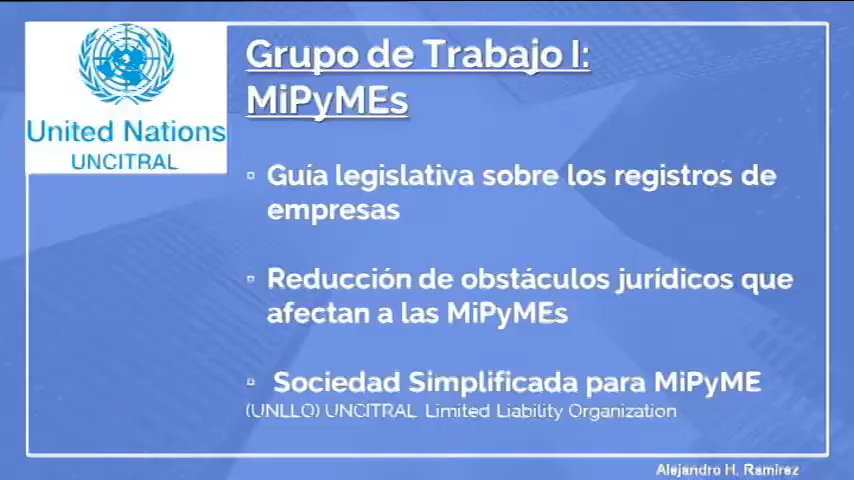 United Nations
UNCITRAL
Grupo de Trabajo I:
MiPyMEs
▫ Guía legislativa sobre los registros de
empresas
▫ Reducción de obstáculos jurídicos que
afectan a las MiPyMEs
▫ Sociedad Simplificada para MiPyME
(UNLLO) UNCITRAL Limited Liability Organization
Alejandro H. Ramírez